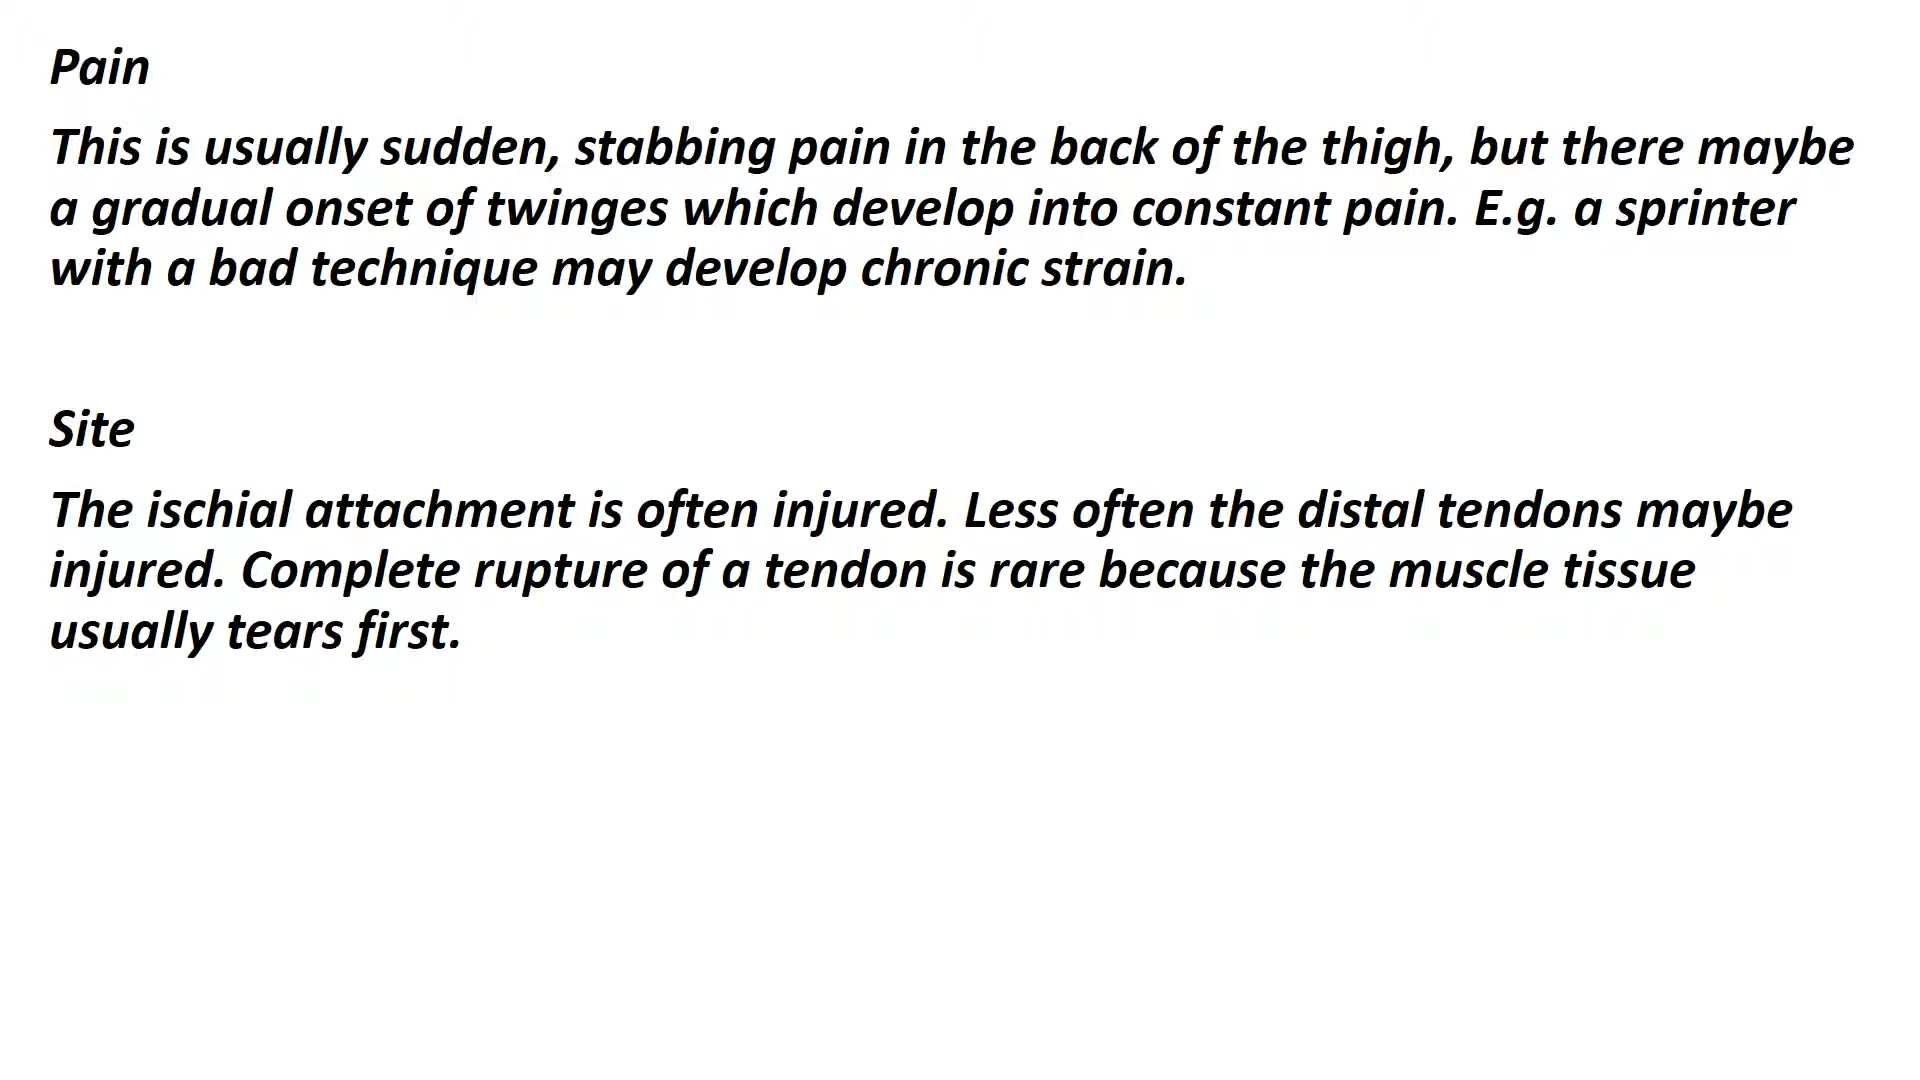 Pain
This is usually sudden, stabbing pain in the back of the thigh, but there maybe
a gradual onset of twinges which develop into constant pain. E.g. a sprinter
with a bad technique may develop chronic strain.
Site
The ischial attachment is often injured. Less often the distal tendons maybe
injured. Complete rupture of a tendon is rare because the muscle tissue
usually tears first.